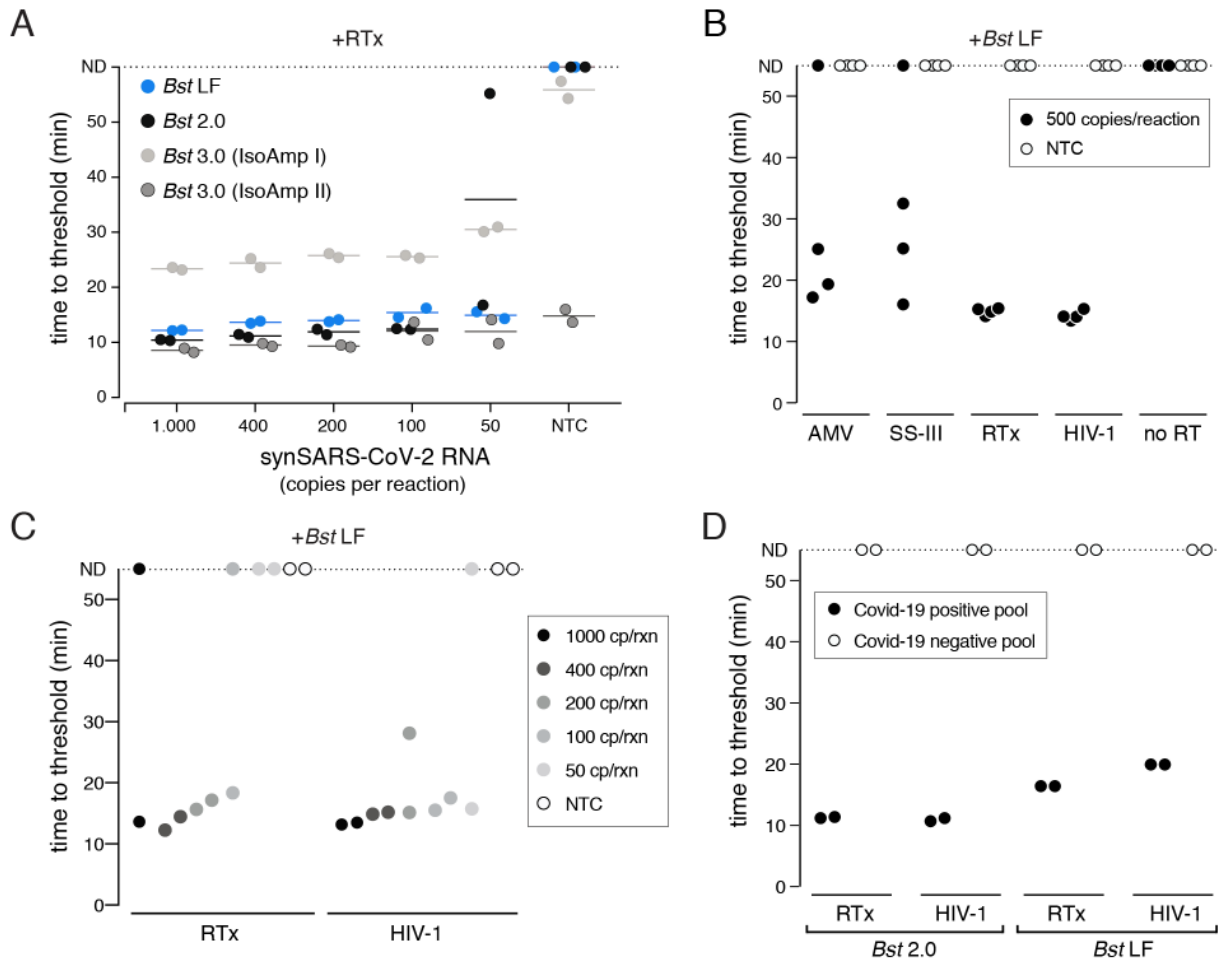 A
+RTx
time to threshold (min)
ND
50
40
30
20
10
0
Bst LF
Bst 2.0
Bst 3.0 (IsoAmp I)
Bst 3.0 (IsoAmp II)
1.000 400 200 100 50 NTC
synSARS-CoV-2 RNA
(copies per reaction)
B
+Bst LF
time to threshold (min)
ND
50
40
30
20
10
0
500 copies/reaction
NTC
AMV SS-III RTx HIV-1 no RT
C
+Bst LF
time to threshold (min)
ND
50
40
30
20
10
0
1000 cp/rxn
400 cp/rxn
200 cp/rxn
100 cp/rxn
50 cp/rxn
NTC
RTx HIV-1
D
time to threshold (min)
ND
50
40
30
20
10
0
Covid-19 positive pool
Covid-19 negative pool
RTx HIV-1 RTx HIV-1
Bst 2.0 Bst LF